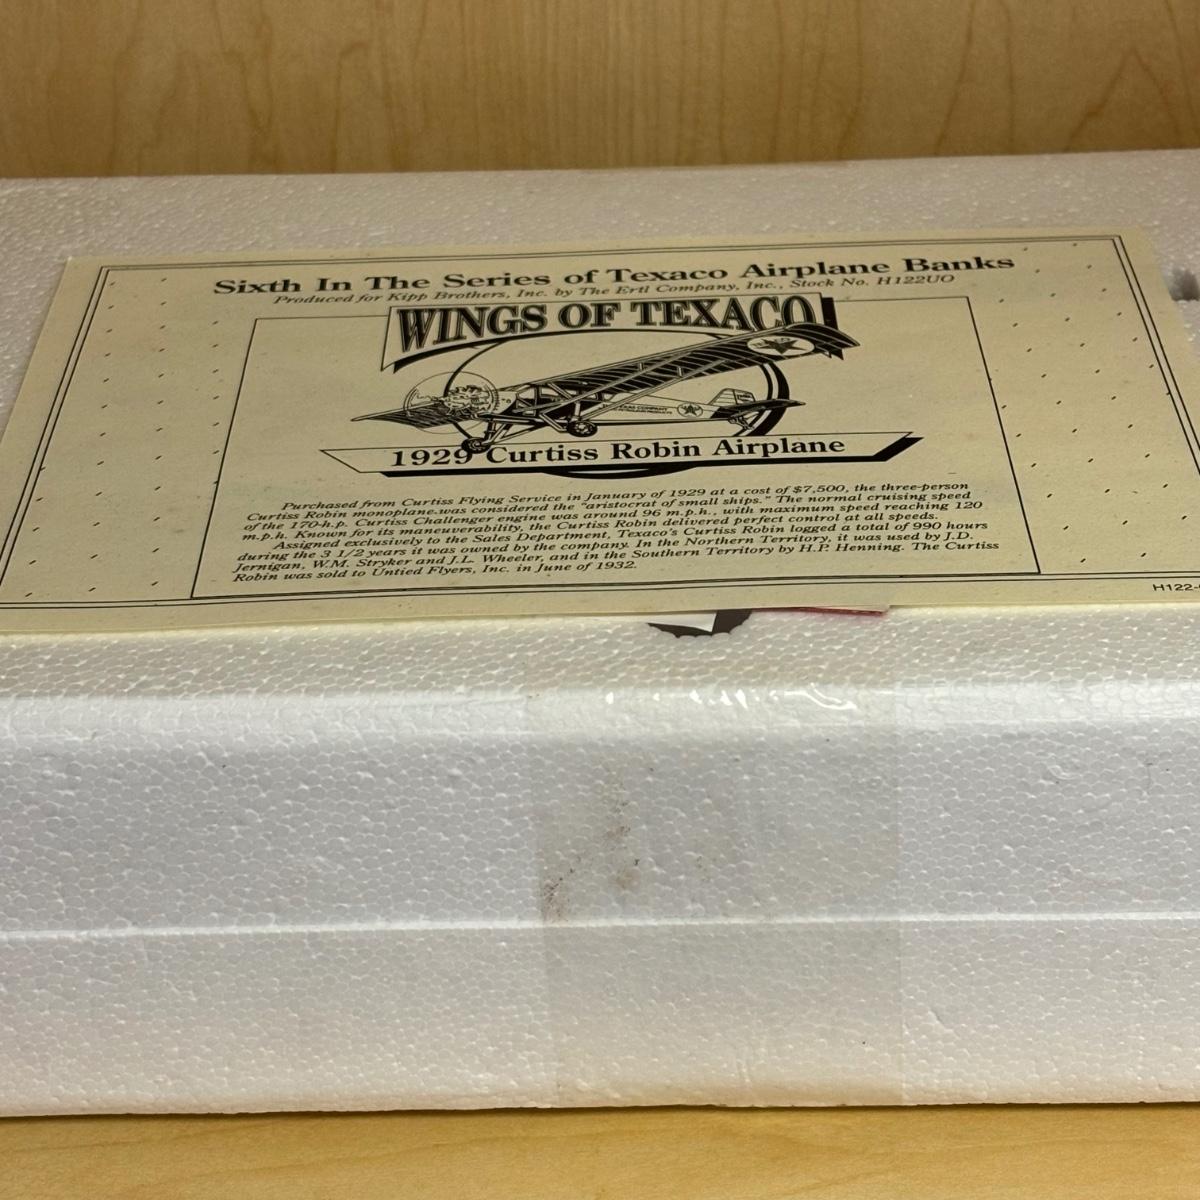 Sixth In The Series of Texaco Airplane Banks
Produced for Kipp Brothers, Inc. by The Ertl Company, Inc., Stock No. H122UO
WINGS OF TEXACO
1929 Curtiss Robin Airplane
Purchased from Curtiss Flying Service in January of 1929 at a cost of $7,500, the three-person
Curtiss Robin monoplane was considered the "aristocrat of small ships." The normal cruising speed
of the 170-h.p. Curtiss Challenger engine was around 96 m.p.h., with maximum speed reaching 120
m.p.h. Known for its maneuverability, the Curtiss Robin delivered perfect control at all speeds.
Assigned exclusively to the Sales Department, Texaco's Curtiss Robin logged a total of 990 hours
during the 3 1/2 years it was owned by the company. In the Northern Territory, it was used by J.D.
Jernigan, W.M. Stryker and J.L. Wheeler, and in the Southern Territory by H.P. Henning. The Curtiss
Robin was sold to Untied Flyers, Inc. in June of 1932.
H122-